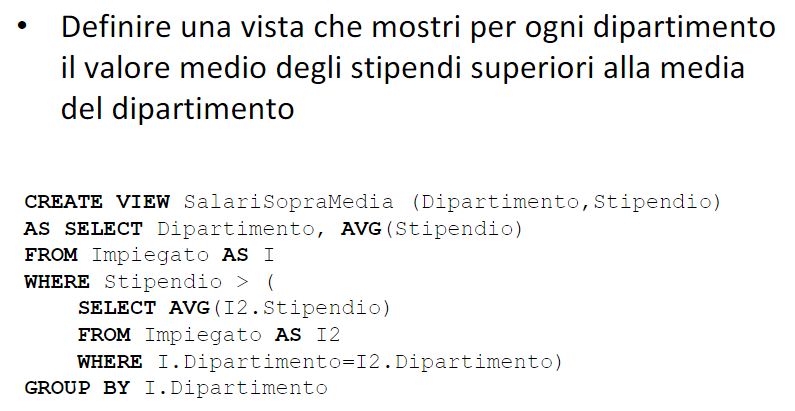 • Definire una vista che mostri per ogni dipartimento
il valore medio degli stipendi superiori alla media
del dipartimento
CREATE VIEW SalariSopraMedia (Dipartimento,Stipendio)
AS SELECT Dipartimento, AVG(Stipendio)
FROM Impiegato AS I
WHERE Stipendio > (
SELECT AVG(I2.Stipendio)
FROM Impiegato AS I2
WHERE I.Dipartimento=I2.Dipartimento)
GROUP BY I.Dipartimento